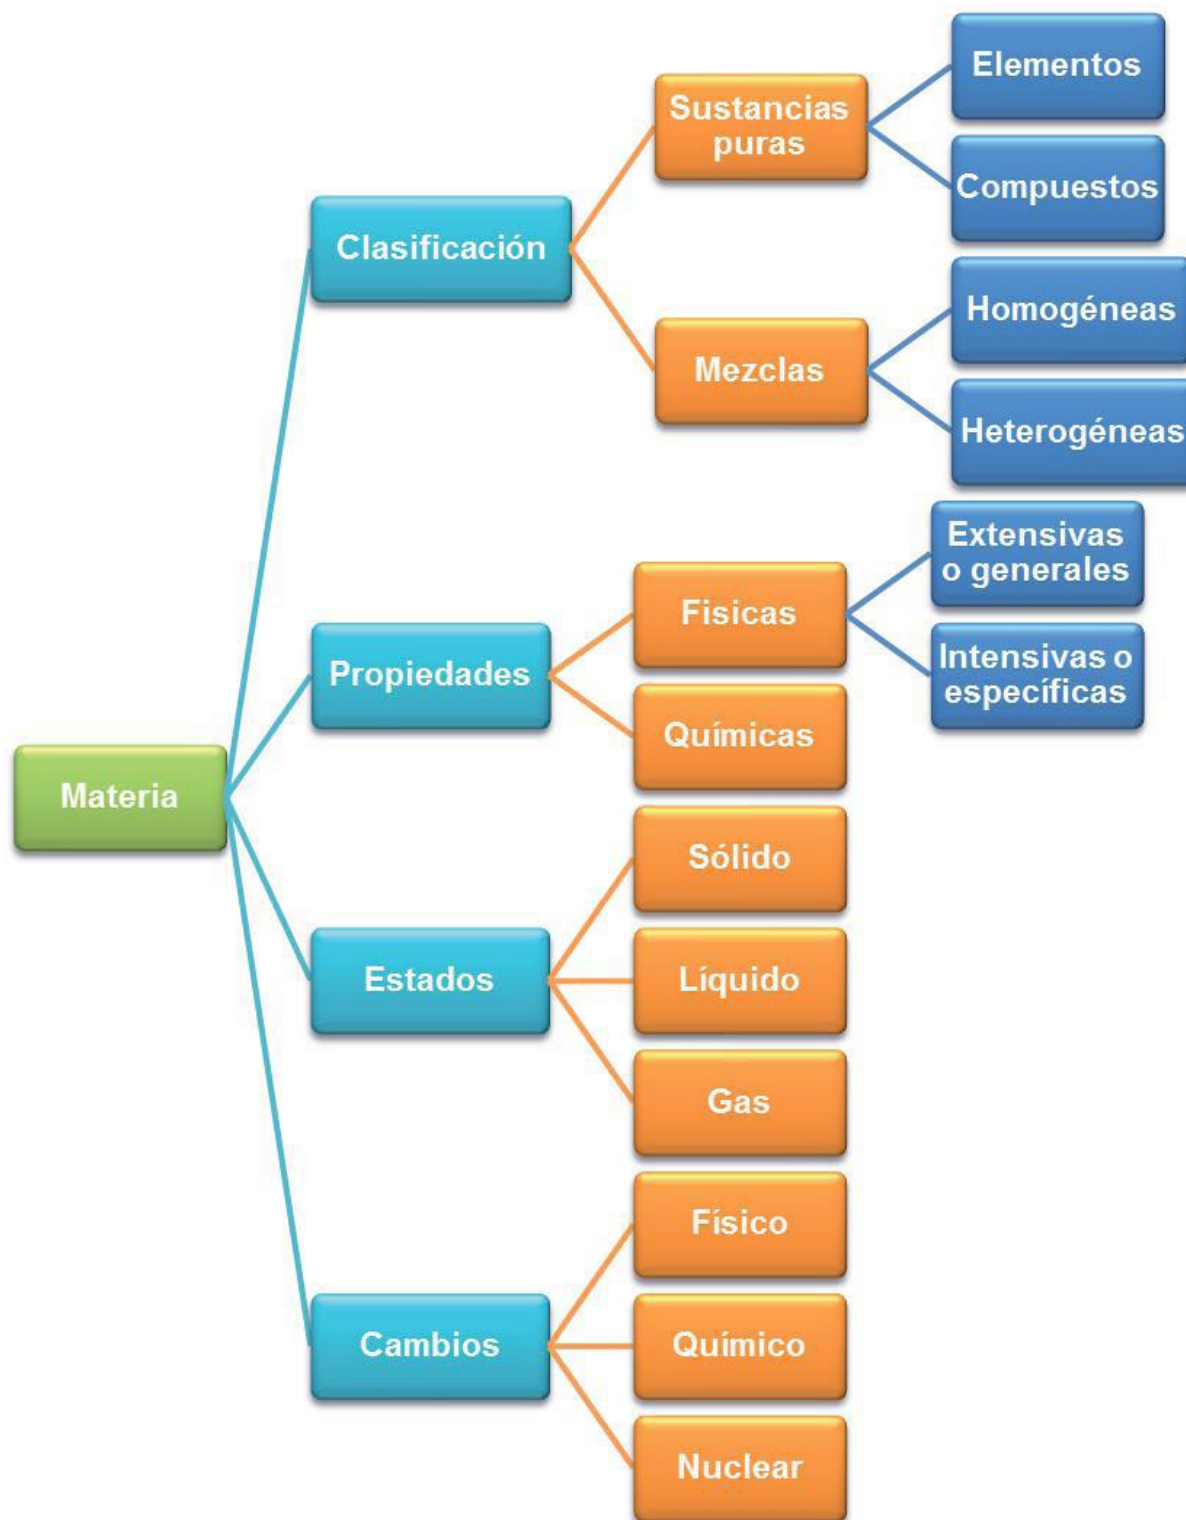 Elementos
Sustancias
puras
Compuestos
Clasificación
Homogéneas
Mezclas
Heterogéneas
Extensivas
o generales
Fisicas
Propiedades
Intensivas o
específicas
Químicas
Materia
Sólido
Estados
Líquido
Gas
Físico
Cambios
Químico
Nuclear